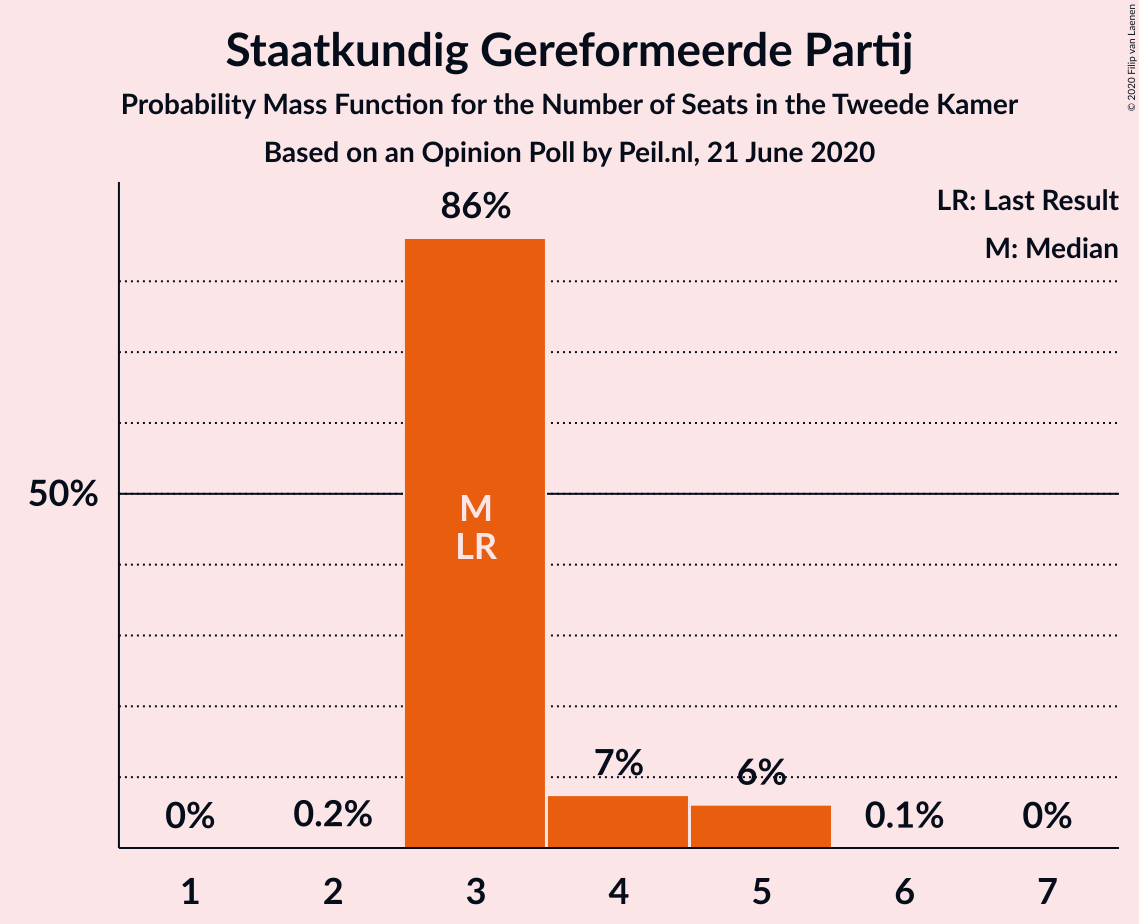 Staatkundig Gereformeerde Partij
Probability Mass Function for the Number of Seats in the Tweede Kamer
Based on an Opinion Poll by Peil.nl, 21 June 2020
© 2020 Filip van Laenen
LR: Last Result
M: Median
86%
50%
M
LR
7%
6%
0%
0.2%
0.1%
0%
1
2
3
4
5
6
7